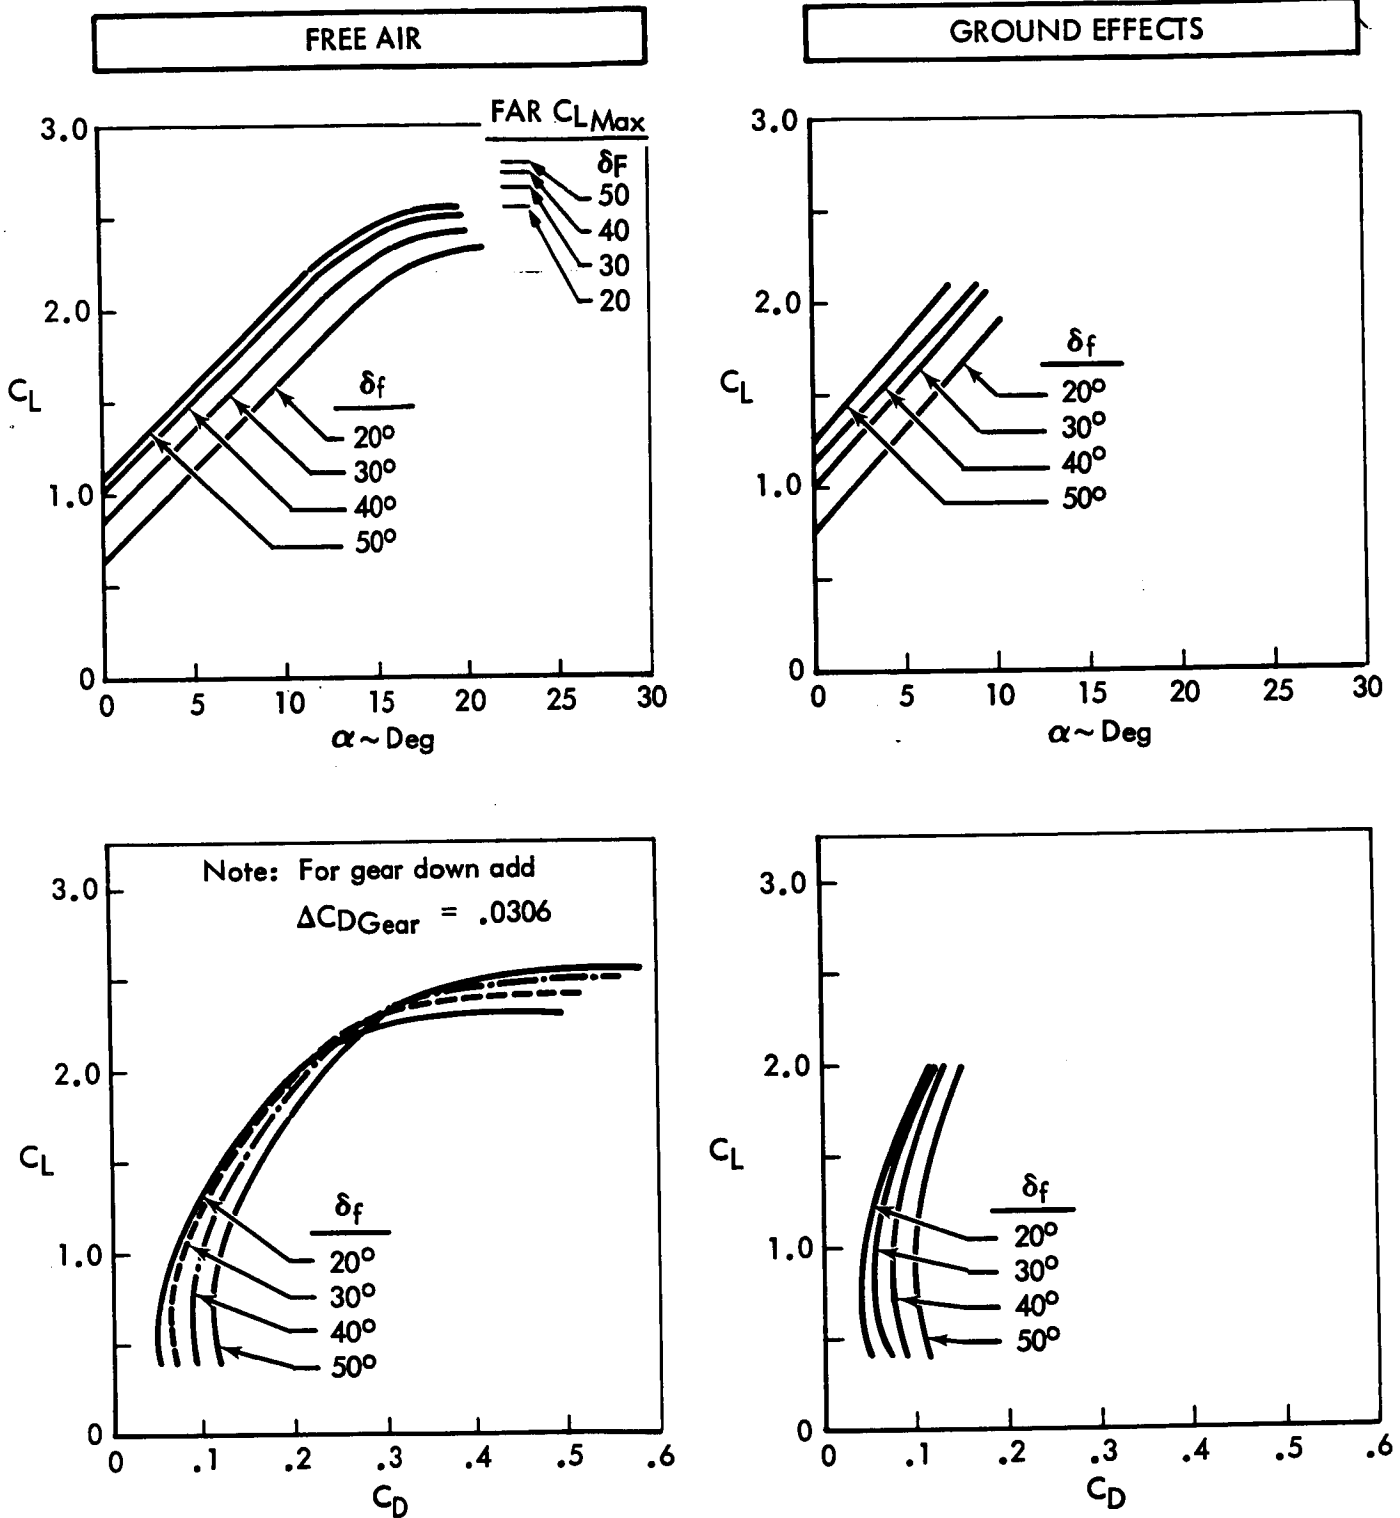 FREE AIR
GROUND EFFECTS
FAR CLMax
δF
50
40
30
20
3.0
2.0
1.0
0
CL
δf
20°
30°
40°
50°
0 5 10 15 20 25 30
α ~ Deg
3.0
2.0
1.0
0
CL
δf
20°
30°
40°
50°
0 5 10 15 20 25 30
α ~ Deg
Note: For gear down add
ΔCDGear = .0306
3.0
2.0
1.0
0
CL
δf
20°
30°
40°
50°
0 .1 .2 .3 .4 .5 .6
CD
3.0
2.0
1.0
0
CL
δf
20°
30°
40°
50°
0 .1 .2 .3 .4 .5 .6
CD